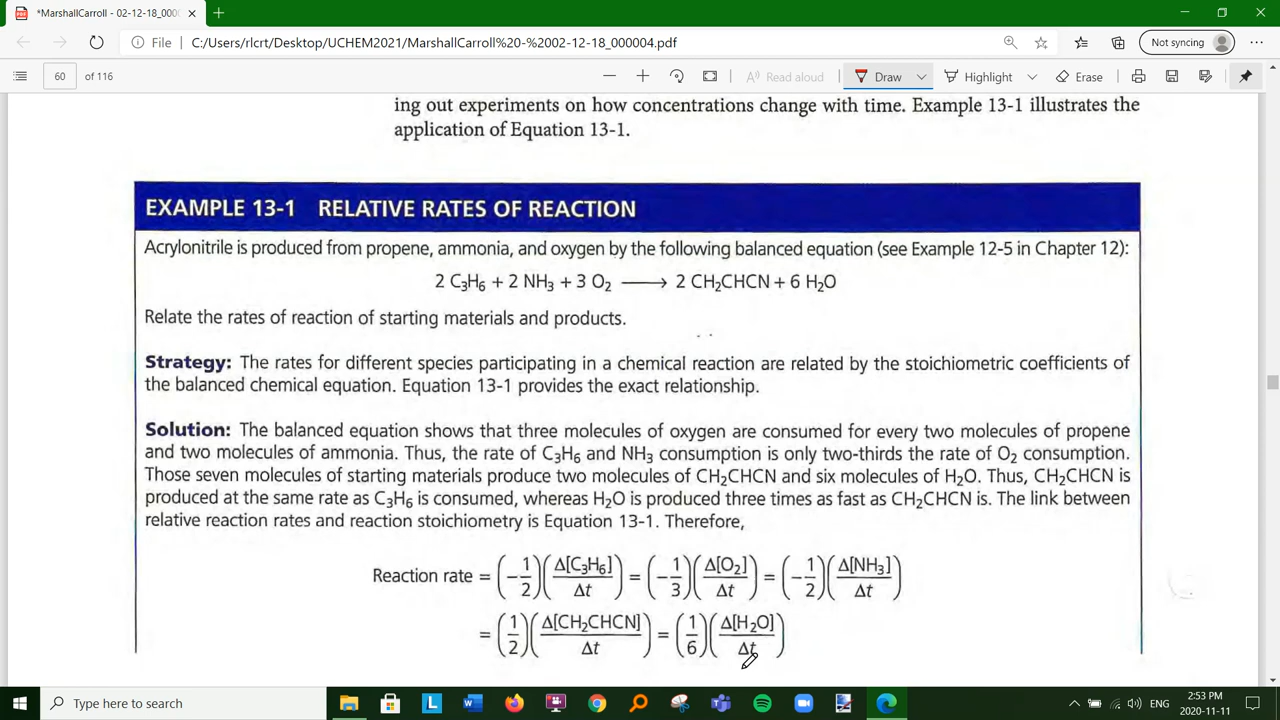 *MarshallCarroll - 02-12-18_000
File
C:/Users/rlcrt/Desktop/UCHEM2021/MarshallCarroll%20-%2002-12-18_000004.pdf
Not syncing
60 of 116
Read aloud
Draw
Highlight
Erase
ing out experiments on how concentrations change with time. Example 13-1 illustrates the
application of Equation 13-1.
EXAMPLE 13-1 RELATIVE RATES OF REACTION
Acrylonitrile is produced from propene, ammonia, and oxygen by the following balanced equation (see Example 12-5 in Chapter 12):
2 C₃H₆ + 2 NH₃ + 3 O₂ ⟶ 2 CH₂CHCN + 6 H₂O
Relate the rates of reaction of starting materials and products.
Strategy: The rates for different species participating in a chemical reaction are related by the stoichiometric coefficients of
the balanced chemical equation. Equation 13-1 provides the exact relationship.
Solution: The balanced equation shows that three molecules of oxygen are consumed for every two molecules of propene
and two molecules of ammonia. Thus, the rate of C₃H₆ and NH₃ consumption is only two-thirds the rate of O₂ consumption.
Those seven molecules of starting materials produce two molecules of CH₂CHCN and six molecules of H₂O. Thus, CH₂CHCN is
produced at the same rate as C₃H₆ is consumed, whereas H₂O is produced three times as fast as CH₂CHCN is. The link between
relative reaction rates and reaction stoichiometry is Equation 13-1. Therefore,
Reaction rate = (−1/2)(Δ[C₃H₆]/Δt) = (−1/3)(Δ[O₂]/Δt) = (−1/2)(Δ[NH₃]/Δt)
= (1/2)(Δ[CH₂CHCN]/Δt) = (1/6)(Δ[H₂O]/Δt)
Type here to search
ENG
2:53 PM
2020-11-11